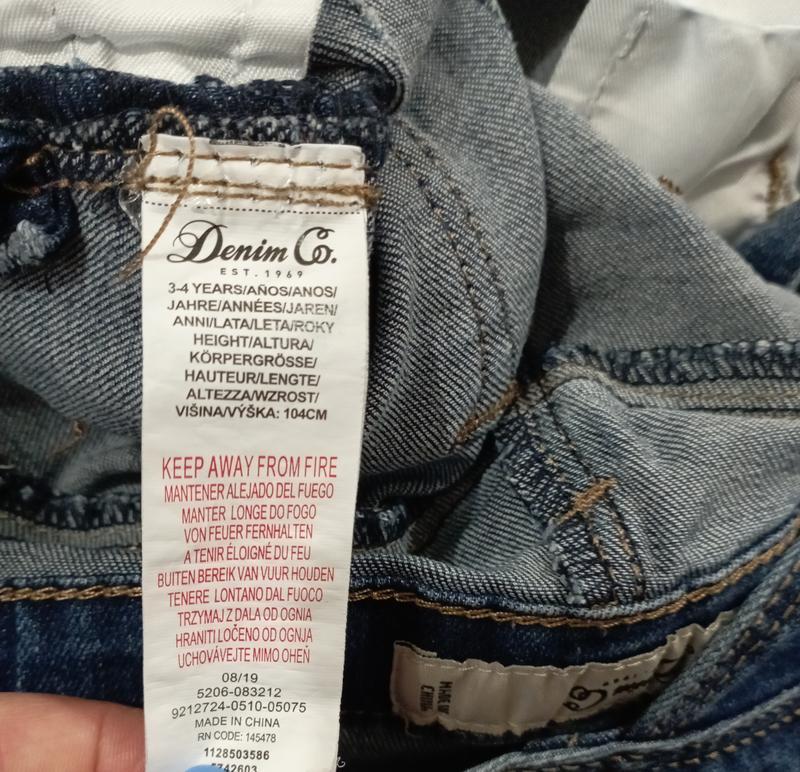 Denim Co.
EST. 1969
3-4 YEARS/AÑOS/ANOS/
JAHRE/ANNÉES/JAREN/
ANNI/LATA/LETA/ROKY
HEIGHT/ALTURA/
KÖRPERGRÖSSE/
HAUTEUR/LENGTE/
ALTEZZA/WZROST/
VIŠINA/VÝŠKA: 104CM
KEEP AWAY FROM FIRE
MANTENER ALEJADO DEL FUEGO
MANTER LONGE DO FOGO
VON FEUER FERNHALTEN
A TENIR ÉLOIGNÉ DU FEU
BUITEN BEREIK VAN VUUR HOUDEN
TENERE LONTANO DAL FUOCO
TRZYMAJ Z DALA OD OGNIA
HRANITI LOČENO OD OGNJA
UCHOVÁVEJTE MIMO OHEŇ
08/19
5206-083212
9212724-0510-05075
MADE IN CHINA
RN CODE: 145478
1128503586
5742603
MADE IN
CHINA